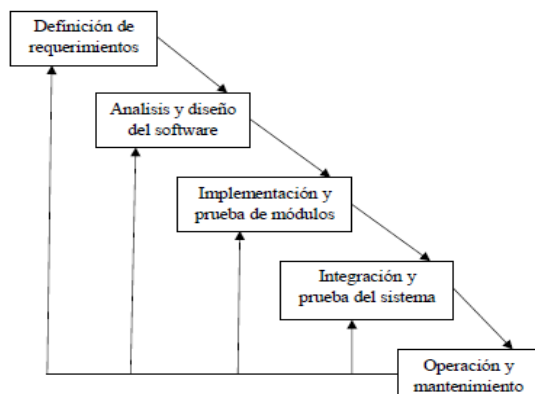 Definición de
requerimientos
Analisis y diseño
del software
Implementación y
prueba de módulos
Integración y
prueba del sistema
Operación y
mantenimiento